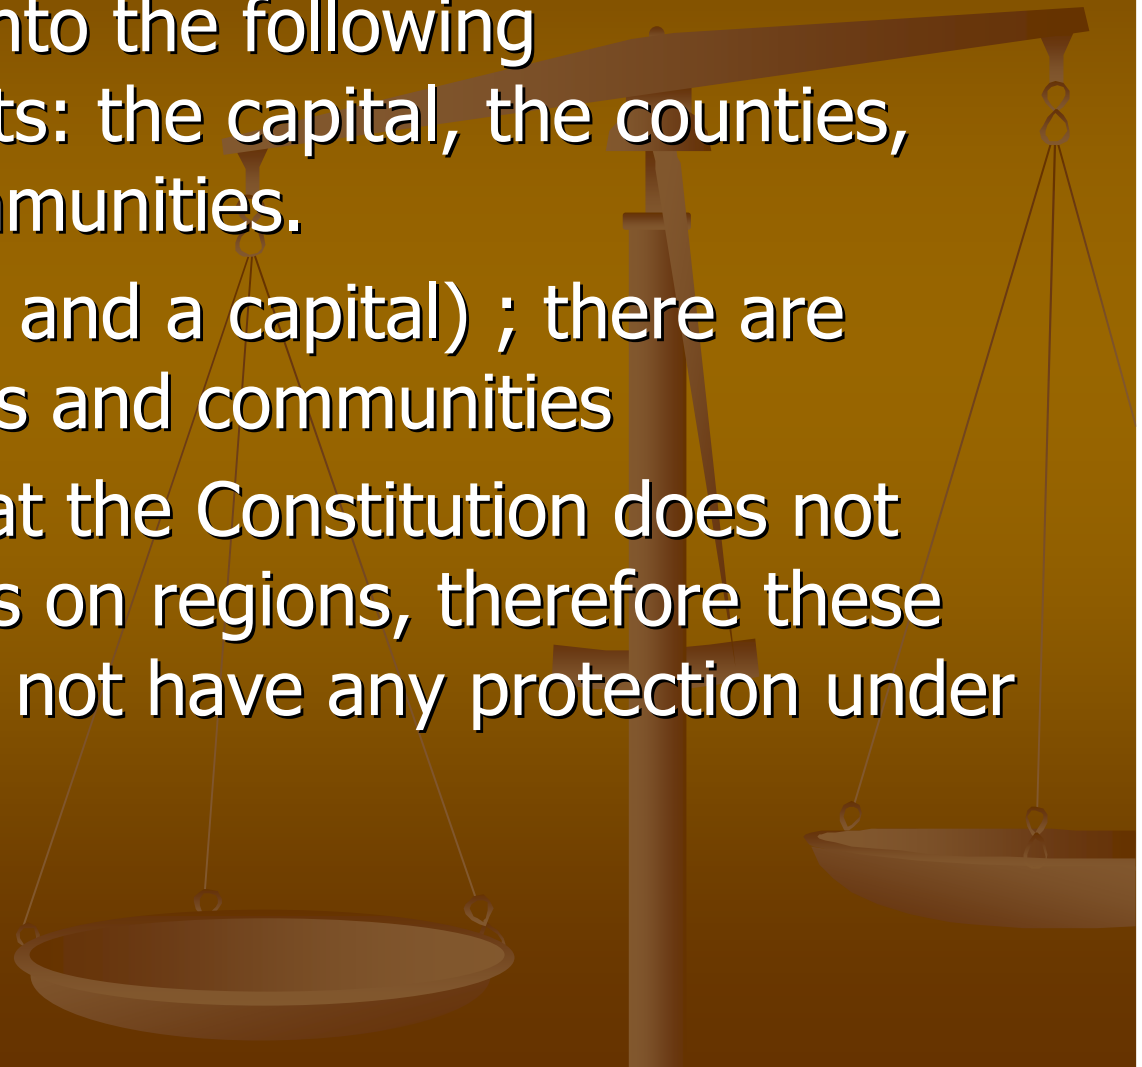 nto the following
ts: the capital, the counties,
munities.
and a capital) ; there are
s and communities
at the Constitution does not
s on regions, therefore these
not have any protection under